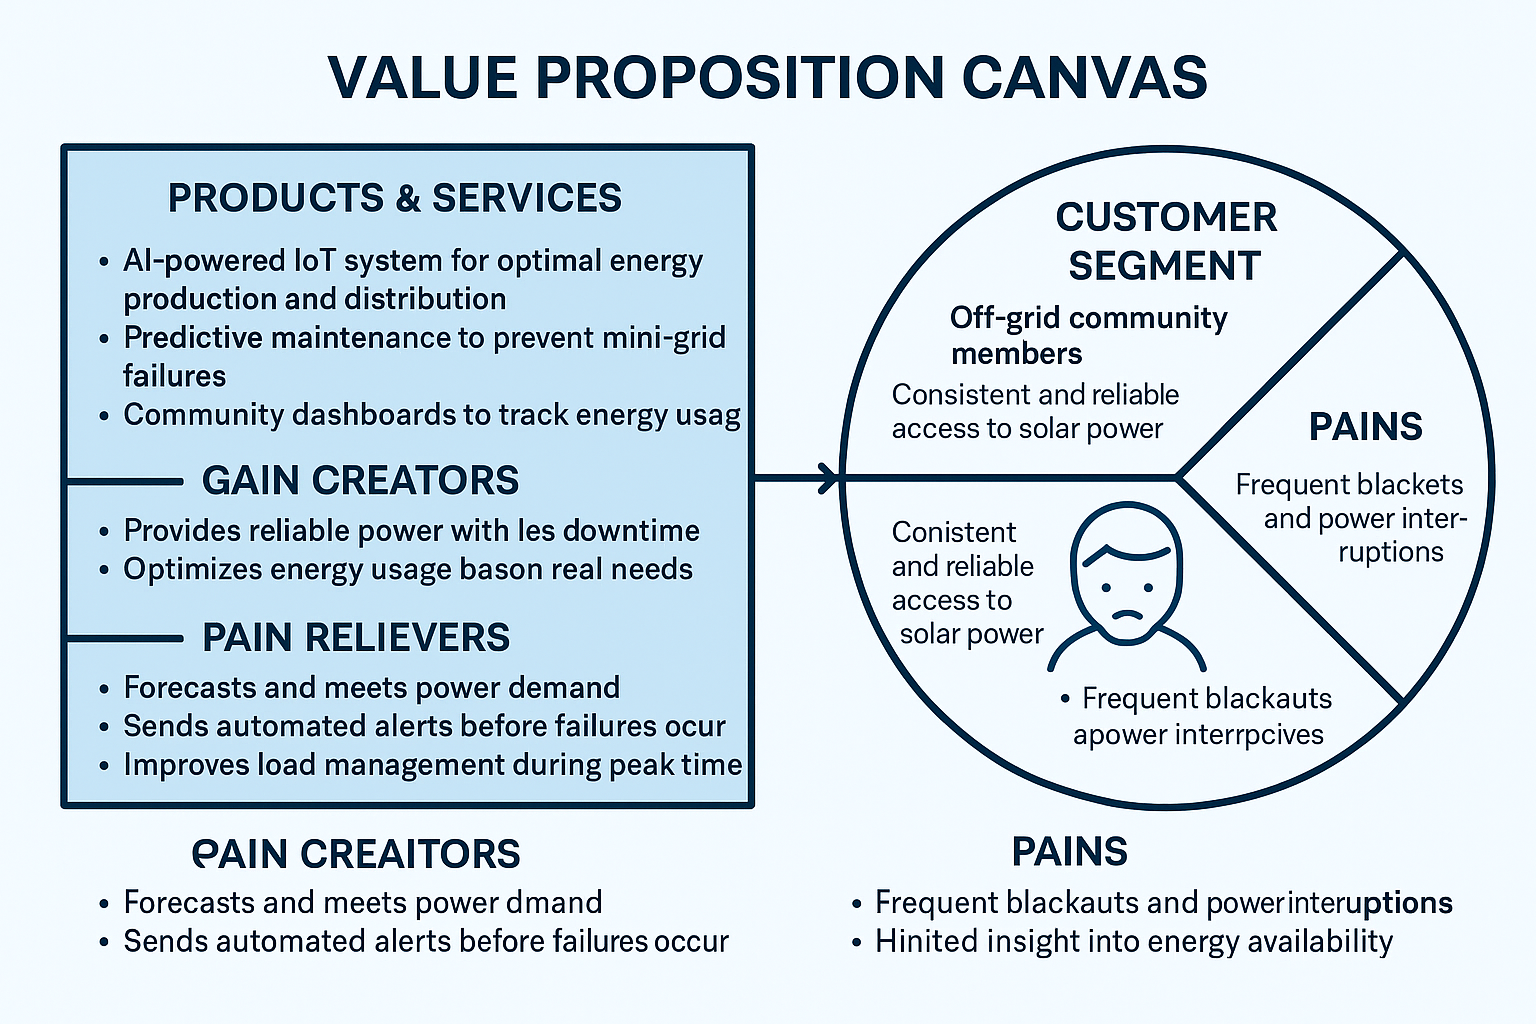 VALUE PROPOSITION CANVAS
PRODUCTS & SERVICES
• AI-powered IoT system for optimal energy
production and distribution
• Predictive maintenance to prevent mini-grid
failures
• Community dashboards to track energy usag
GAIN CREATORS
• Provides reliable power with les downtime
• Optimizes energy usage bason real needs
PAIN RELIEVERS
• Forecasts and meets power demand
• Sends automated alerts before failures ocur
• Improves load management during peak time
PAIN CREAITORS
• Forecasts and meets power dmand
• Sends automated alerts before failures occur
CUSTOMER
SEGMENT
Off-grid community
members
Consistent and reliable
access to solar power
PAINS
Frequent blackets
and power inter-
ruptions
Conistent
and reliable
access to
solar power
• Frequent blackauts
apower interrpcives
PAINS
• Frequent blackauts and powerinteruptions
• Hinited insight into energy availability